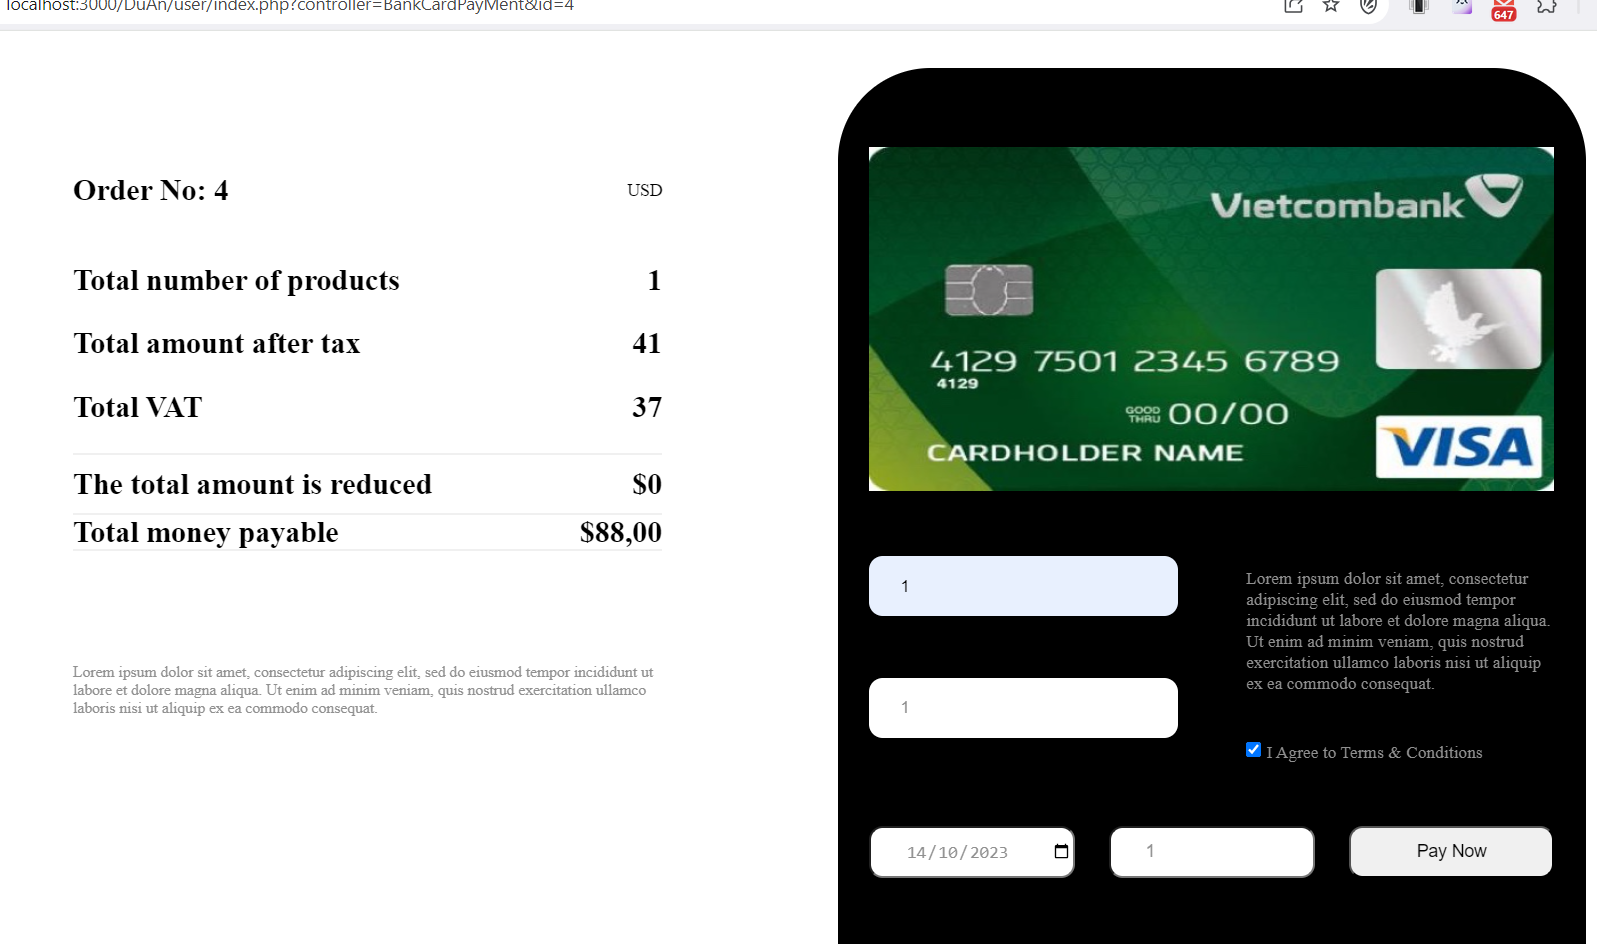 localhost:3000/DuAn/user/index.php?controller=BankCardPayMent&id=4
647
Order No: 4 USD
Total number of products 1
Total amount after tax 41
Total VAT 37
The total amount is reduced $0
Total money payable $88,00
Lorem ipsum dolor sit amet, consectetur adipiscing elit, sed do eiusmod tempor incididunt ut
labore et dolore magna aliqua. Ut enim ad minim veniam, quis nostrud exercitation ullamco
laboris nisi ut aliquip ex ea commodo consequat.
Vietcombank
4129 7501 2345 6789
4129
GOOD
THRU 00/00
CARDHOLDER NAME
VISA
1
1
Lorem ipsum dolor sit amet, consectetur
adipiscing elit, sed do eiusmod tempor
incididunt ut labore et dolore magna aliqua.
Ut enim ad minim veniam, quis nostrud
exercitation ullamco laboris nisi ut aliquip
ex ea commodo consequat.
I Agree to Terms & Conditions
14/10/2023
1
Pay Now